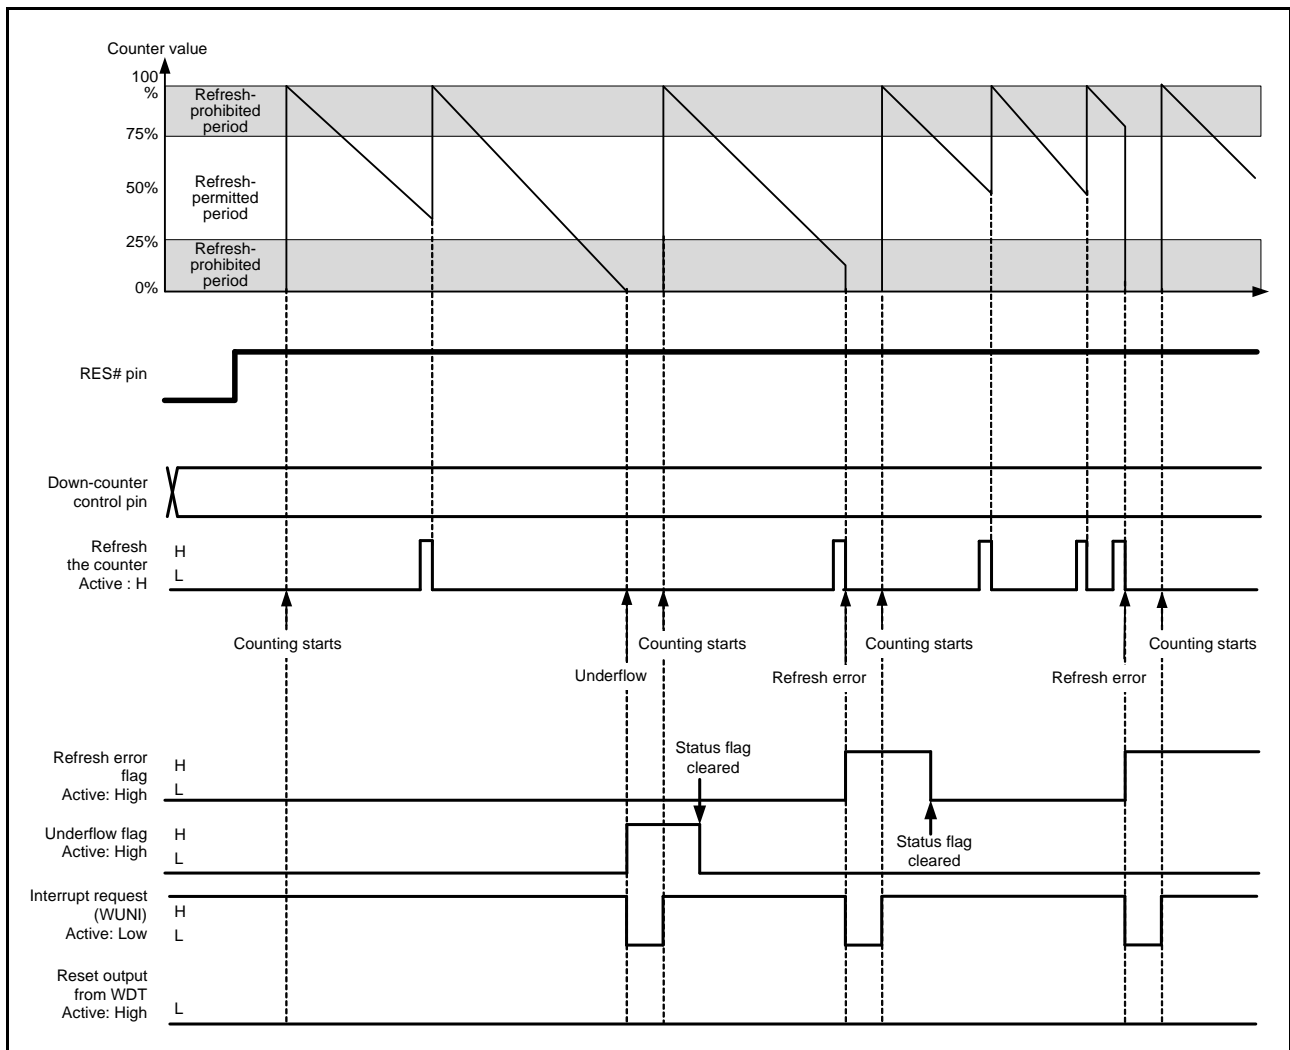 Counter value
100
%
Refresh-
prohibited
period
75%
Refresh-
permitted
period
50%
25%
Refresh-
prohibited
period
0%
RES# pin
Down-counter
control pin
Refresh
the counter
Active : H
H
L
Counting starts
Counting starts
Counting starts
Counting starts
Underflow
Refresh error
Refresh error
Refresh error
flag
Active: High
H
L
Status flag
cleared
Underflow flag
Active: High
H
L
Status flag
cleared
Interrupt request
(WUNI)
Active: Low
H
L
Reset output
from WDT
Active: High
L